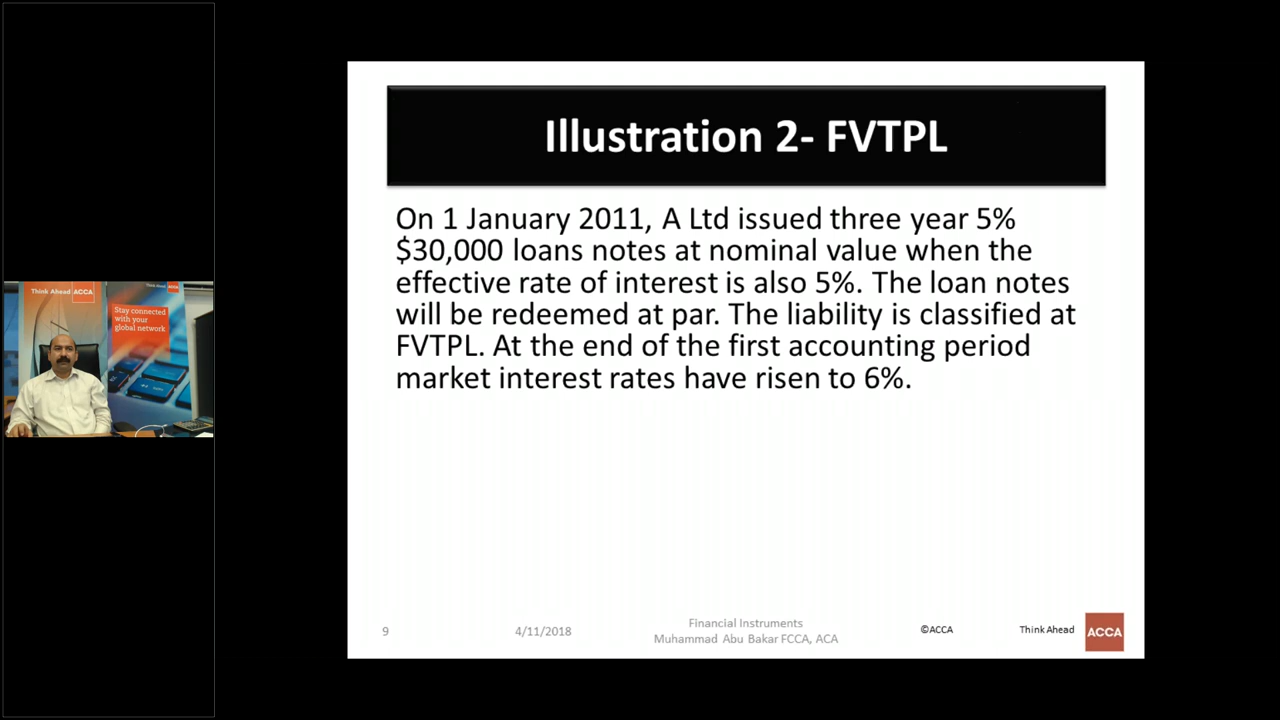 Illustration 2- FVTPL
On 1 January 2011, A Ltd issued three year 5%
$30,000 loans notes at nominal value when the
effective rate of interest is also 5%. The loan notes
will be redeemed at par. The liability is classified at
FVTPL. At the end of the first accounting period
market interest rates have risen to 6%.
Think Ahead ACCA
Think Ahead ACCA
Stay connected
with your
global network
9
4/11/2018
Financial Instruments
Muhammad Abu Bakar FCCA, ACA
©ACCA
Think Ahead
ACCA